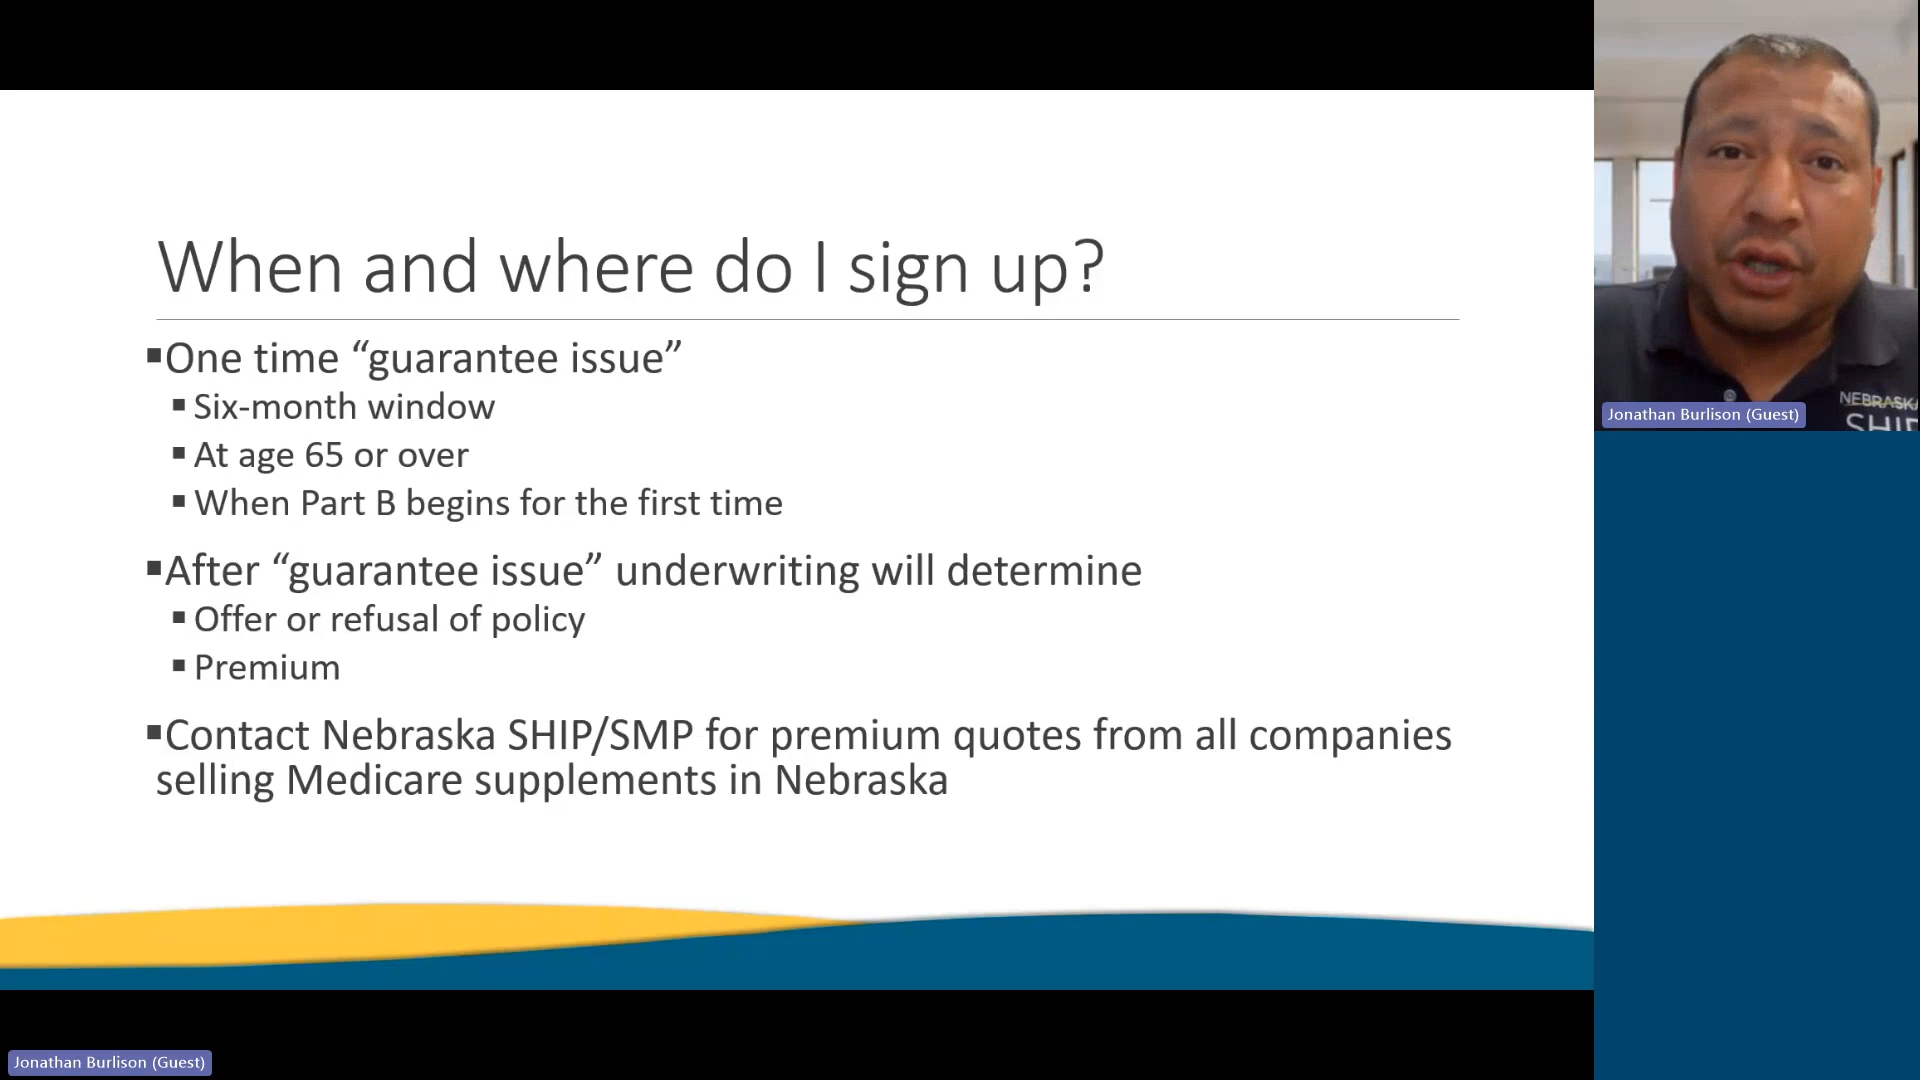 When and where do I sign up?
▪One time “guarantee issue”
▪Six-month window
▪At age 65 or over
▪When Part B begins for the first time
▪After “guarantee issue” underwriting will determine
▪Offer or refusal of policy
▪Premium
▪Contact Nebraska SHIP/SMP for premium quotes from all companies
selling Medicare supplements in Nebraska
Jonathan Burlison (Guest)
NEBRASKA
SHIP
Jonathan Burlison (Guest)